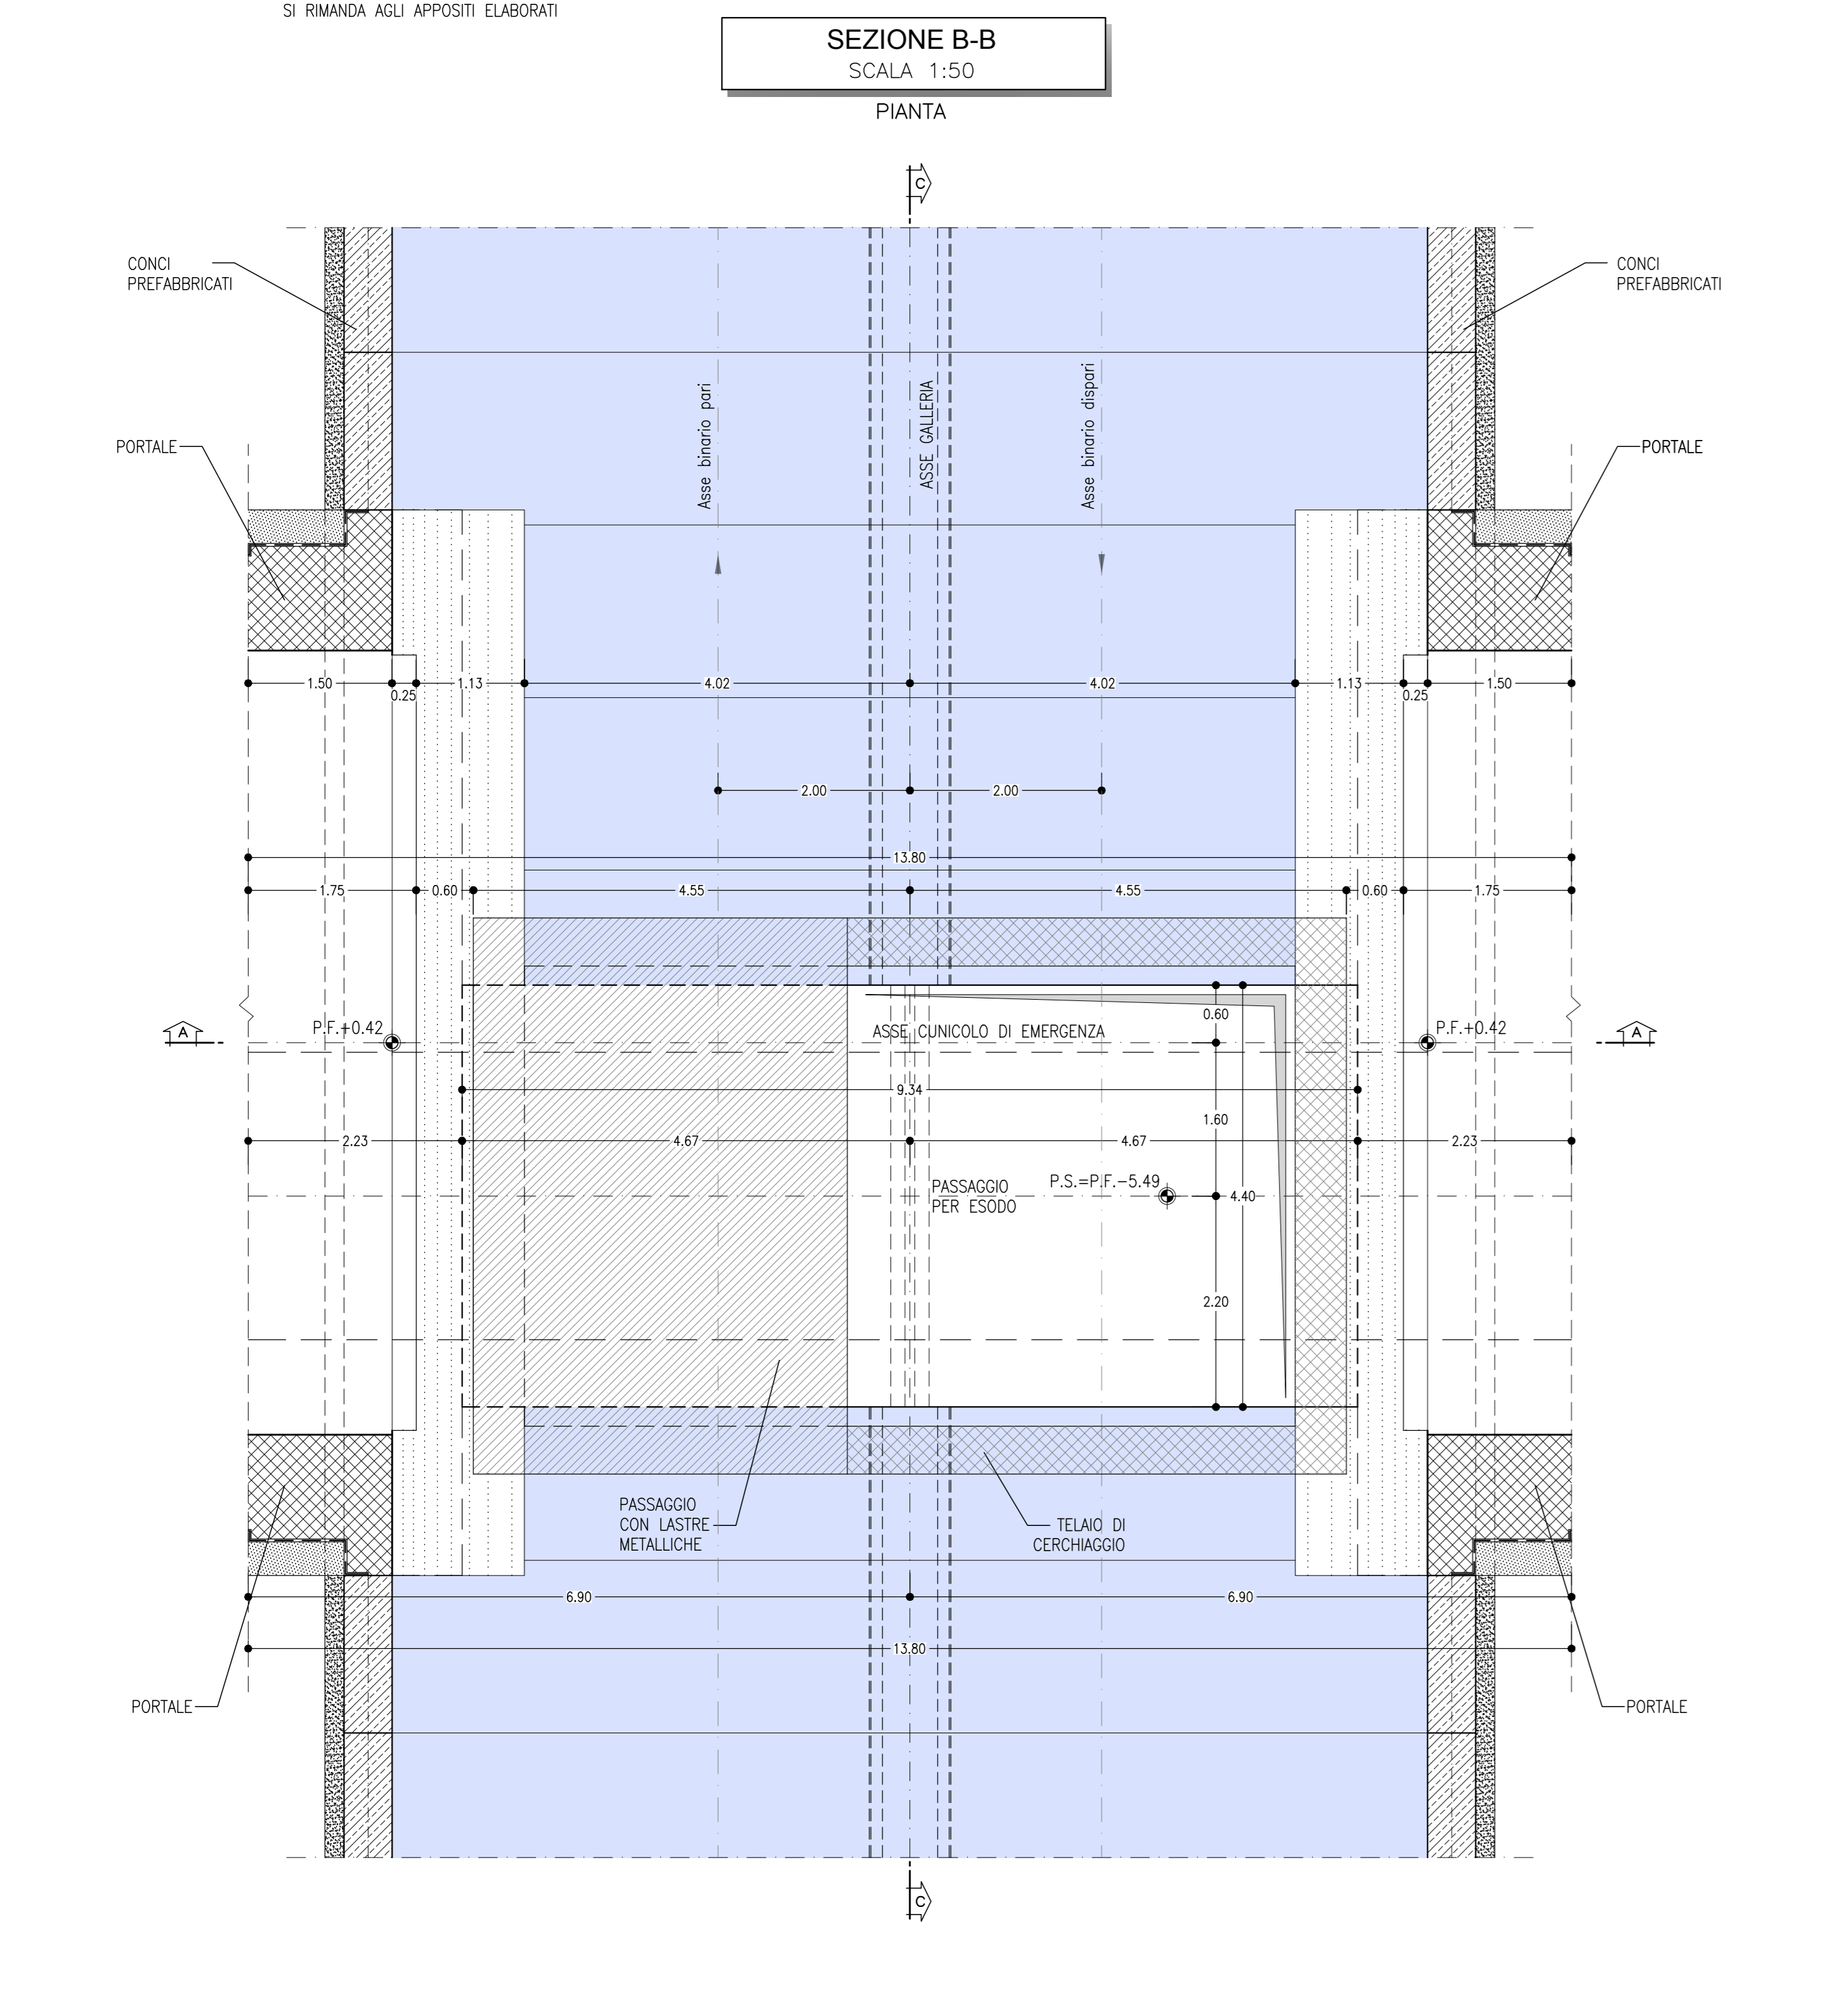 SI RIMANDA AGLI APPOSITI ELABORATI
SEZIONE B-B
SCALA 1:50
PIANTA
C
CONCI
PREFABBRICATI
CONCI
PREFABBRICATI
Asse binario pari
ASSE GALLERIA
Asse binario dispari
PORTALE
PORTALE
1.50
0.25
1.13
4.02
4.02
1.13
0.25
1.50
2.00
2.00
13.80
1.75
0.60
4.55
4.55
0.60
1.75
0.60
A
P.F.+0.42
ASSE CUNICOLO DI EMERGENZA
P.F.+0.42
A
9.34
1.60
2.23
4.67
4.67
2.23
PASSAGGIO
PER ESODO
P.S.=P.F.-5.49
4.40
2.20
PASSAGGIO
CON LASTRE
METALLICHE
TELAIO DI
CERCHIAGGIO
6.90
6.90
13.80
PORTALE
PORTALE
C